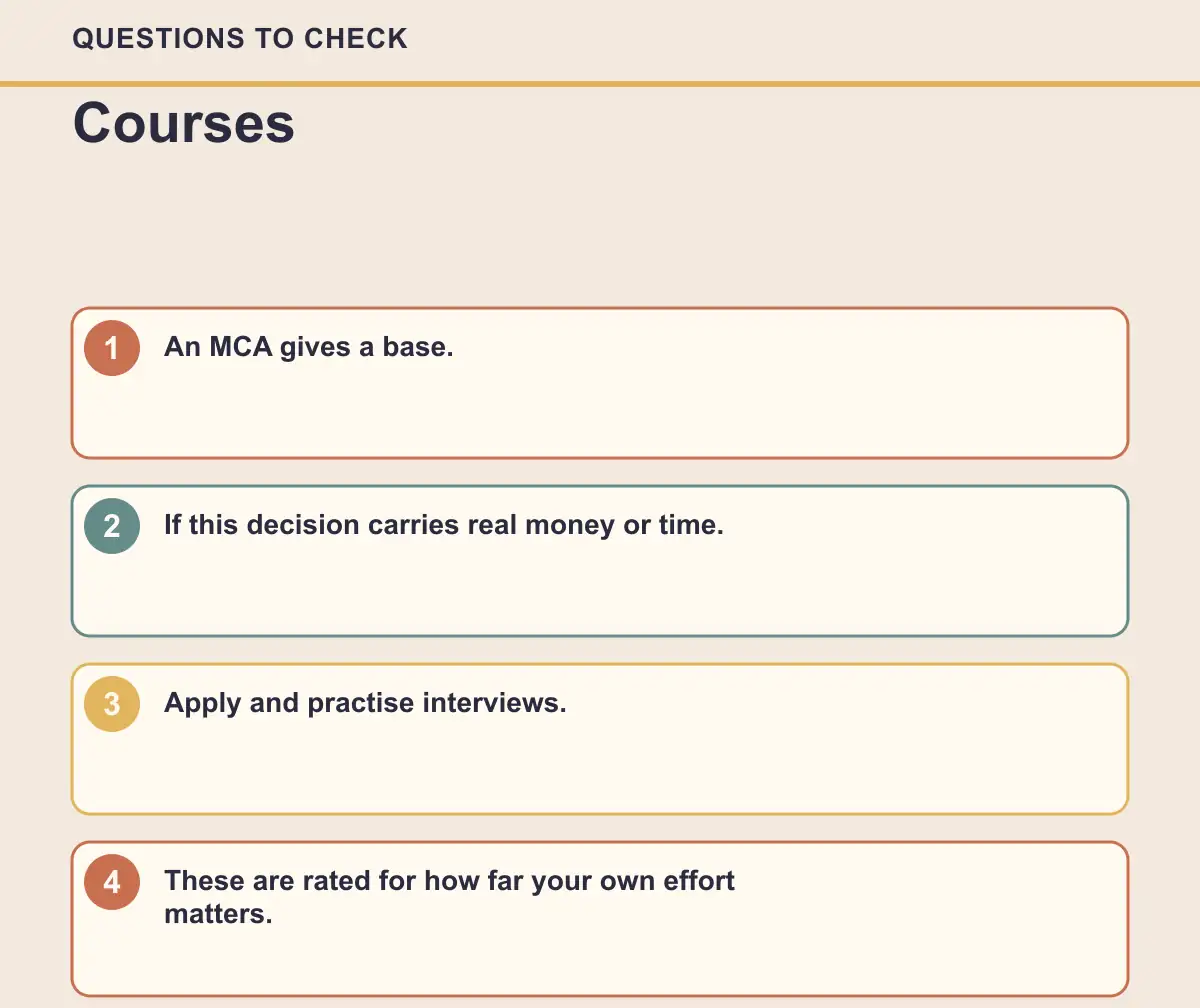 QUESTIONS TO CHECK
Courses
1 An MCA gives a base.
2 If this decision carries real money or time.
3 Apply and practise interviews.
4 These are rated for how far your own effort
matters.